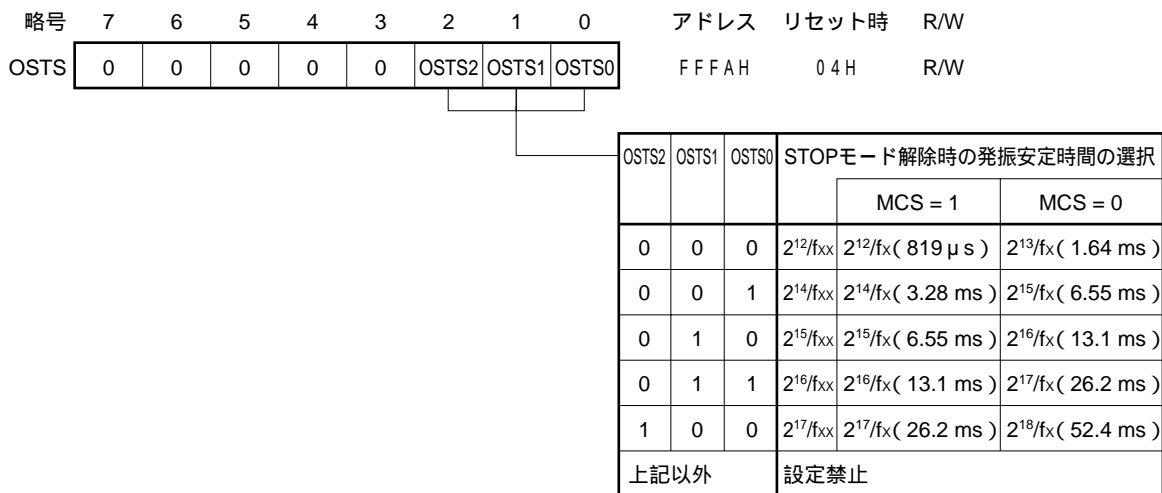 略号 7 6 5 4 3 2 1 0 アドレス リセット時 R/W
OSTS 0 0 0 0 0 OSTS2 OSTS1 OSTS0 FFFAH 04H R/W
OSTS2 OSTS1 OSTS0 STOPモード解除時の発振安定時間の選択
MCS = 1 MCS = 0
0 0 0 2¹²/fxx 2¹²/fx(819 μs) 2¹³/fx(1.64 ms)
0 0 1 2¹⁴/fxx 2¹⁴/fx(3.28 ms) 2¹⁵/fx(6.55 ms)
0 1 0 2¹⁵/fxx 2¹⁵/fx(6.55 ms) 2¹⁶/fx(13.1 ms)
0 1 1 2¹⁶/fxx 2¹⁶/fx(13.1 ms) 2¹⁷/fx(26.2 ms)
1 0 0 2¹⁷/fxx 2¹⁷/fx(26.2 ms) 2¹⁸/fx(52.4 ms)
上記以外 設定禁止